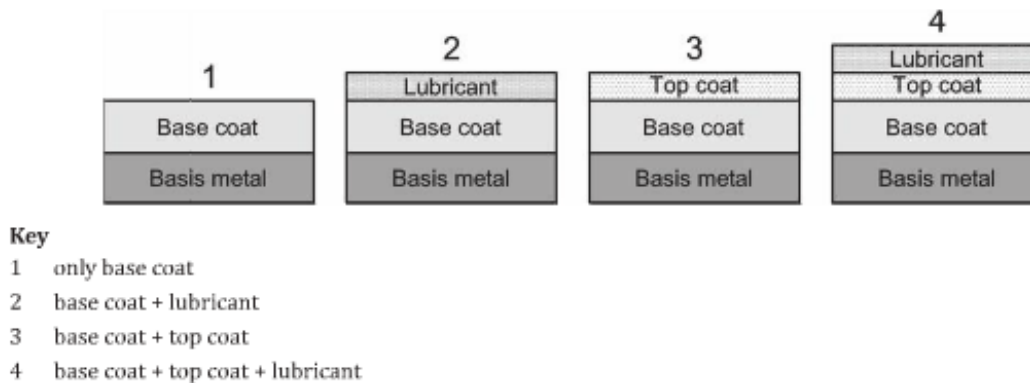 1
2
3
4
Base coat
Basis metal
Lubricant
Base coat
Basis metal
Top coat
Base coat
Basis metal
Lubricant
Top coat
Base coat
Basis metal
Key
1 only base coat
2 base coat + lubricant
3 base coat + top coat
4 base coat + top coat + lubricant